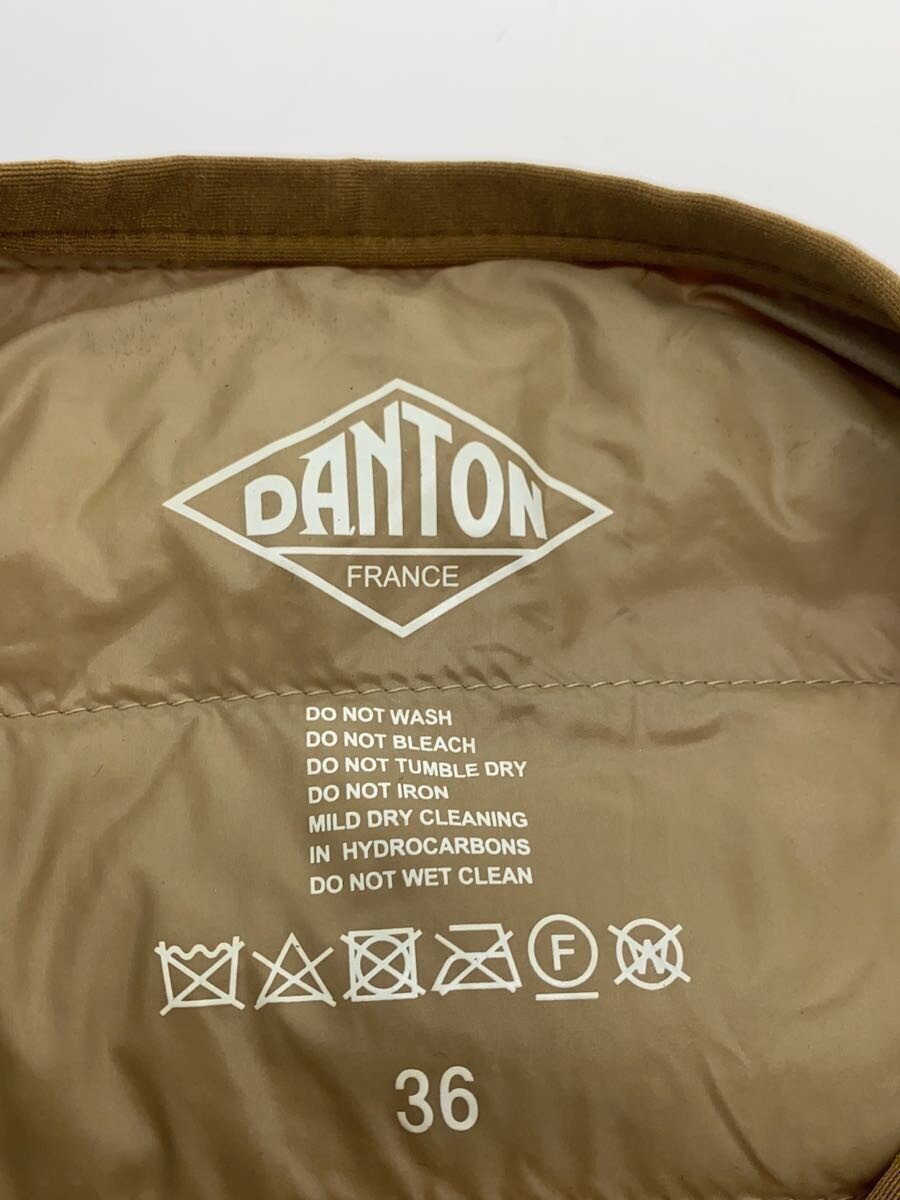 DANTON
FRANCE
DO NOT WASH
DO NOT BLEACH
DO NOT TUMBLE DRY
DO NOT IRON
MILD DRY CLEANING
IN HYDROCARBONS
DO NOT WET CLEAN
F W
36